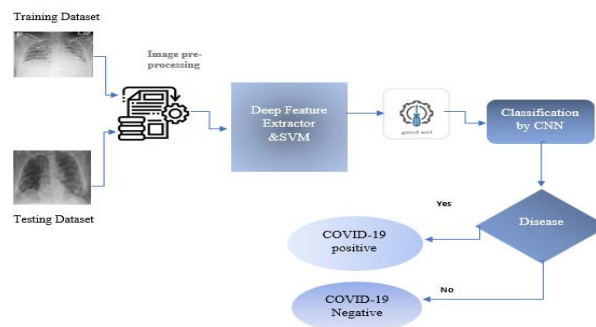 Training Dataset
Image pre-
processing
Deep Feature
Extractor
&SVM
Classification
by CNN
Testing Dataset
Yes
Disease
COVID-19
positive
No
COVID-19
Negative